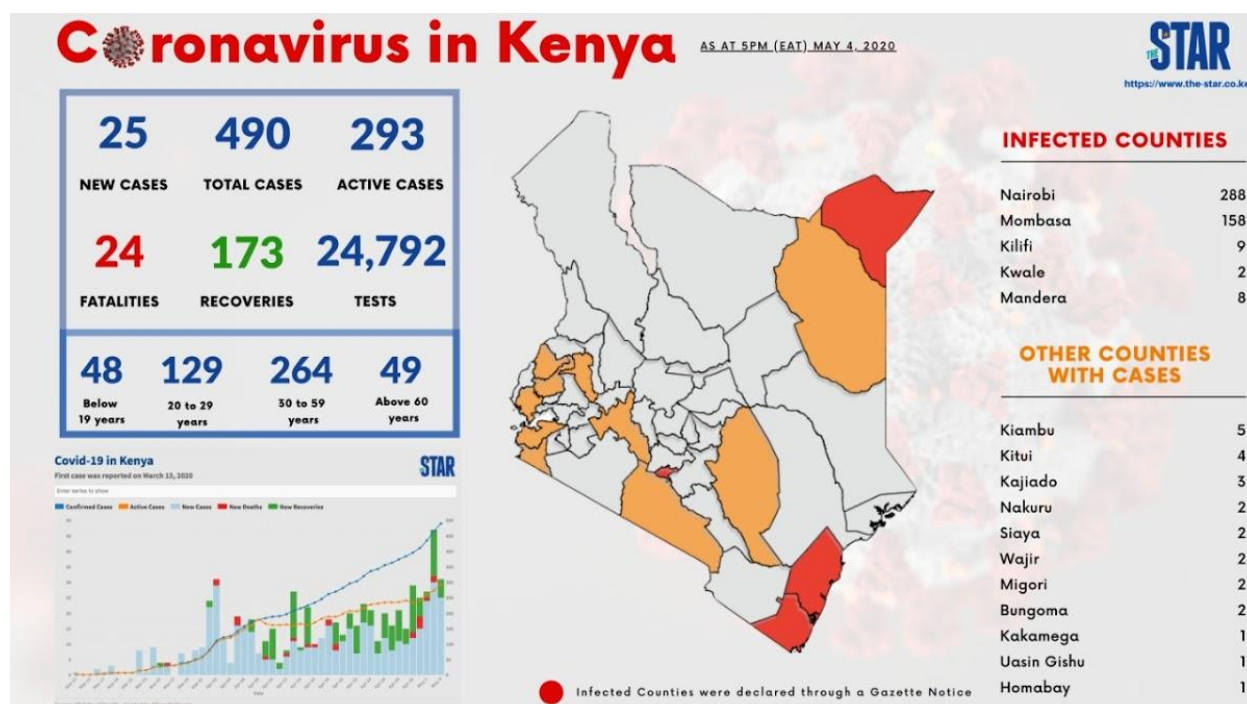 Coronavirus in Kenya
AS AT 5PM (EAT) MAY 4, 2020
THE STAR
https://www.the-star.co.ke
25
490
293
NEW CASES
TOTAL CASES
ACTIVE CASES
24
173
24,792
FATALITIES
RECOVERIES
TESTS
48
129
264
49
Below
19 years
20 to 29
years
30 to 59
years
Above 60
years
Covid-19 in Kenya
STAR
First case was reported on March 13, 2020
Enter series to show
Confirmed Cases
Active Cases
New Cases
New Deaths
New Recoveries
INFECTED COUNTIES
Nairobi 288
Mombasa 158
Kilifi 9
Kwale 2
Mandera 8
OTHER COUNTIES
WITH CASES
Kiambu 5
Kitui 4
Kajiado 3
Nakuru 2
Siaya 2
Wajir 2
Migori 2
Bungoma 2
Kakamega 1
Uasin Gishu 1
Homabay 1
Infected Counties were declared through a Gazette Notice